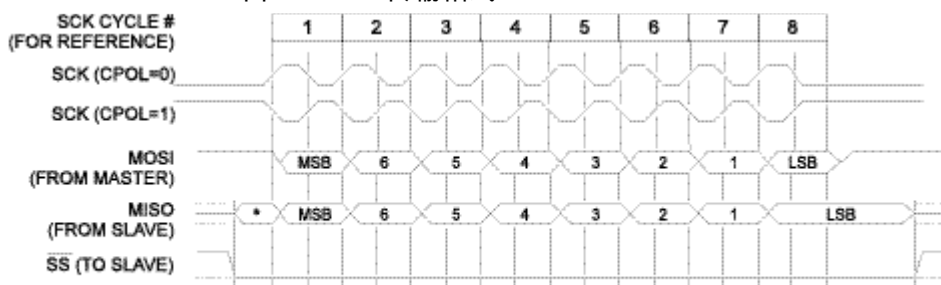 SCK CYCLE # 1 2 3 4 5 6 7 8
(FOR REFERENCE)
SCK (CPOL=0)
SCK (CPOL=1)
MOSI MSB 6 5 4 3 2 1 LSB
(FROM MASTER)
MISO * MSB 6 5 4 3 2 1 LSB
(FROM SLAVE)
SS (TO SLAVE)